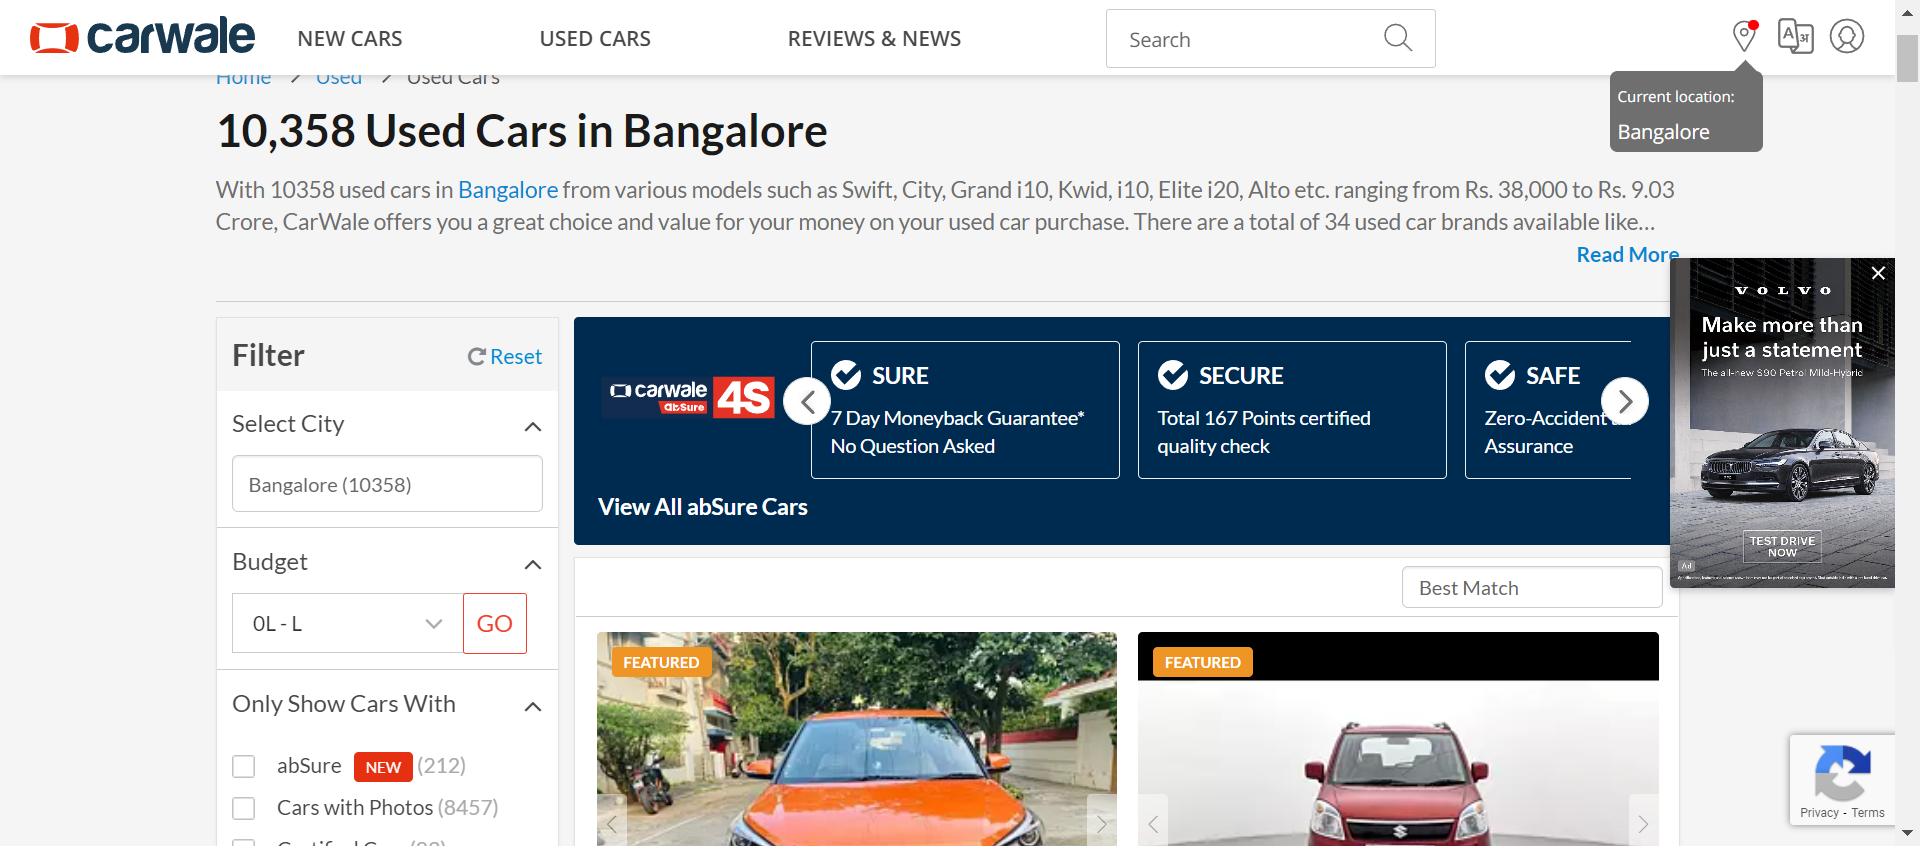 carwale NEW CARS USED CARS REVIEWS & NEWS Search
Home Used Used Cars
Current location:
Bangalore
10,358 Used Cars in Bangalore
With 10358 used cars in Bangalore from various models such as Swift, City, Grand i10, Kwid, i10, Elite i20, Alto etc. ranging from Rs. 38,000 to Rs. 9.03
Crore, CarWale offers you a great choice and value for your money on your used car purchase. There are a total of 34 used car brands available like...
Read More
VOLVO
Make more than
just a statement
The all-new S90 Petrol Mild-Hybrid
TEST DRIVE
NOW
Ad
Filter Reset
Select City
Bangalore (10358)
Budget
0L - L GO
Only Show Cars With
abSure NEW (212)
Cars with Photos (8457)
carwale
abSure 4S
SURE
7 Day Moneyback Guarantee*
No Question Asked
SECURE
Total 167 Points certified
quality check
SAFE
Zero-Accident
Assurance
View All abSure Cars
Best Match
FEATURED
FEATURED
Privacy - Terms